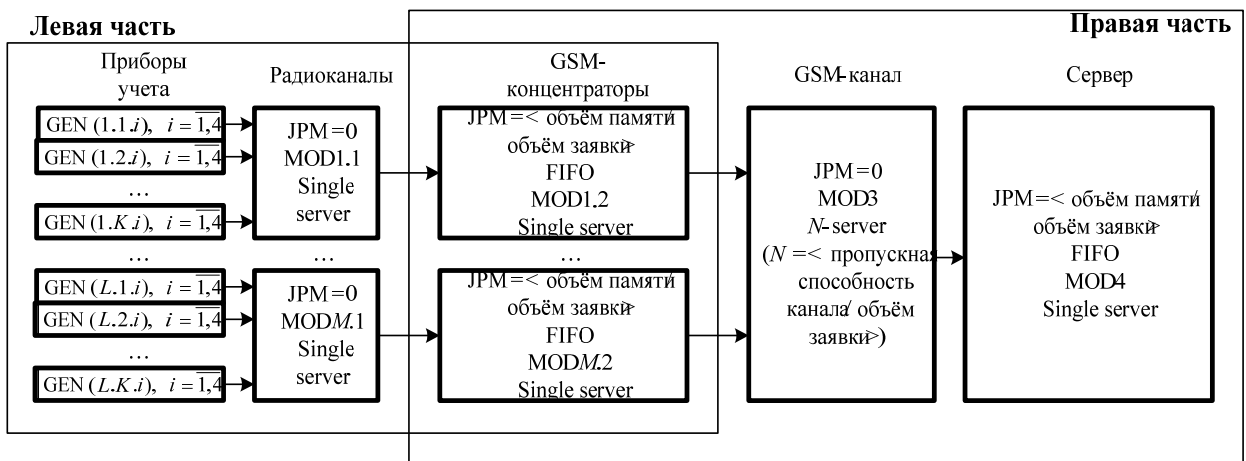 Левая часть
Правая часть
Приборы
учета
Радиоканалы
GSM-
концентраторы
GSM-канал
Сервер
GEN (1.1.i), i = 1,4
GEN (1.2.i), i = 1,4
…
GEN (1.K.i), i = 1,4
…
GEN (L.1.i), i = 1,4
GEN (L.2.i), i = 1,4
…
GEN (L.K.i), i = 1,4
JPM=0
MOD1.1
Single
server
…
JPM=0
MODM.1
Single
server
JPM=< объём памяти/
объём заявки>
FIFO
MOD1.2
Single server
…
JPM=< объём памяти/
объём заявки>
FIFO
MODM.2
Single server
JPM=0
MOD3
N-server
(N =< пропускная
способность
канала/ объём
заявки>)
JPM=< объём памяти/
объём заявки>
FIFO
MOD4
Single server